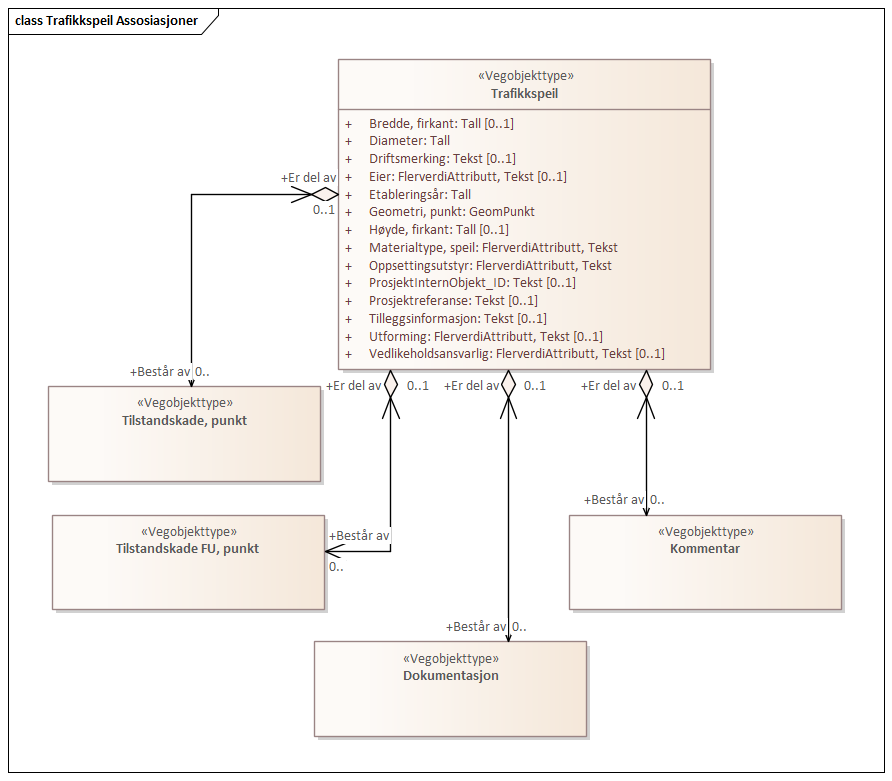 class Trafikkspeil Assosiasjoner
«Vegobjekttype»
Trafikkspeil
+ Bredde, firkant: Tall [0..1]
+ Diameter: Tall
+ Driftsmerking: Tekst [0..1]
+ Eier: FlerverdiAttributt, Tekst [0..1]
+ Etableringsår: Tall
+ Geometri, punkt: GeomPunkt
+ Høyde, firkant: Tall [0..1]
+ Materialtype, speil: FlerverdiAttributt, Tekst
+ Oppsettingsutstyr: FlerverdiAttributt, Tekst
+ ProsjektInternObjekt_ID: Tekst [0..1]
+ Prosjektreferanse: Tekst [0..1]
+ Tilleggsinformasjon: Tekst [0..1]
+ Utforming: FlerverdiAttributt, Tekst [0..1]
+ Vedlikeholdsansvarlig: FlerverdiAttributt, Tekst [0..1]
+Er del av
0..1
+Består av 0..
«Vegobjekttype»
Tilstandskade, punkt
+Er del av 0..1
+Er del av 0..1
+Er del av 0..1
+Består av
0..
«Vegobjekttype»
Tilstandskade FU, punkt
+Består av 0..
«Vegobjekttype»
Kommentar
+Består av 0..
«Vegobjekttype»
Dokumentasjon